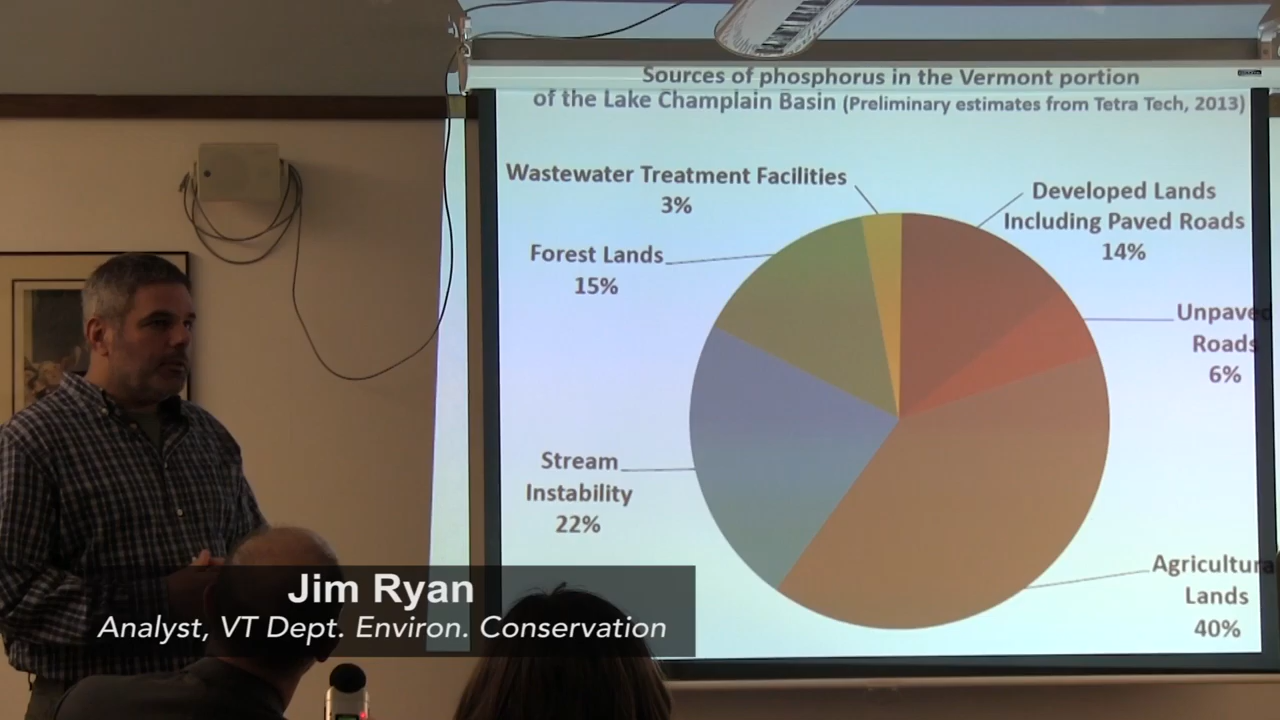 Sources of phosphorus in the Vermont portion
of the Lake Champlain Basin (Preliminary estimates from Tetra Tech, 2013)
Wastewater Treatment Facilities
3%
Developed Lands
Including Paved Roads
14%
Forest Lands
15%
Unpaved
Roads
6%
Stream
Instability
22%
Agricultura
Lands
40%
Jim Ryan
Analyst, VT Dept. Environ. Conservation